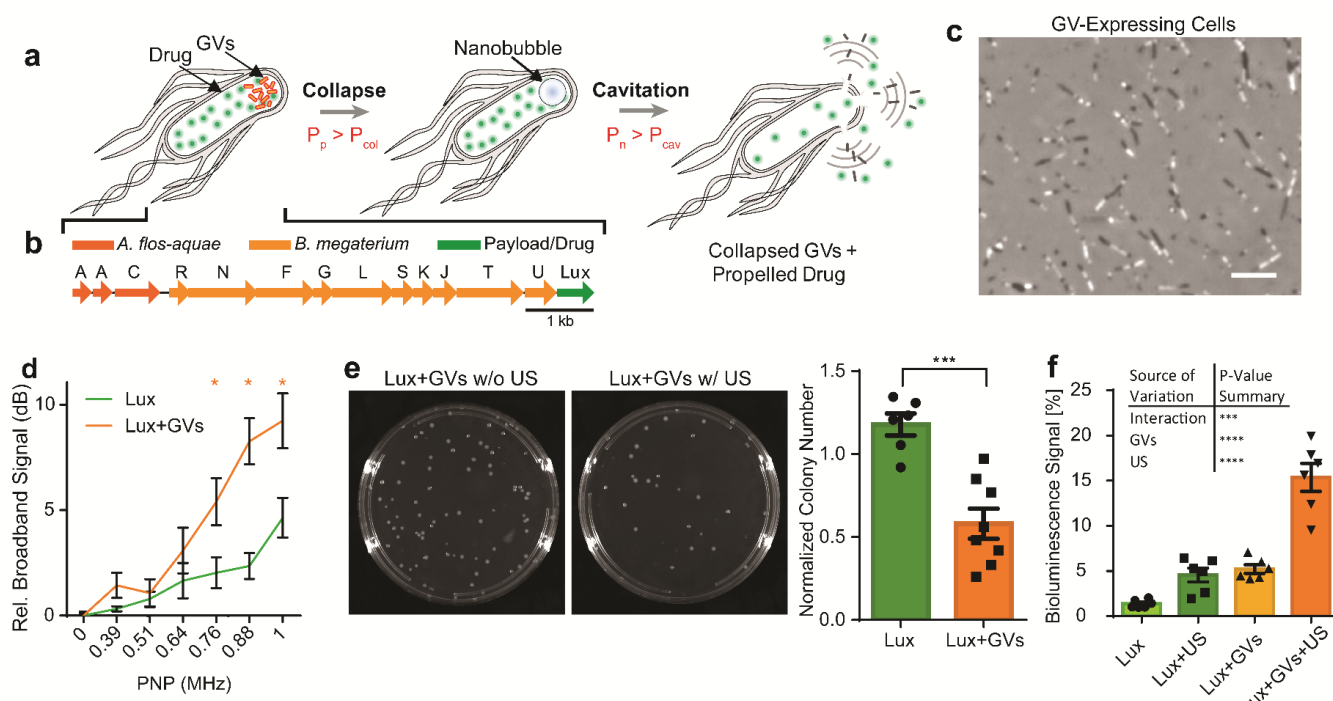 a
GVs
Drug
Collapse
P_p > P_col
Nanobubble
Cavitation
P_n > P_cav
Collapsed GVs +
Propelled Drug
b
A. flos-aquae
B. megaterium
Payload/Drug
A A C R N F G L S K J T U Lux
1 kb
c
GV-Expressing Cells
d
Rel. Broadband Signal (dB)
10
5
0
Lux
Lux+GVs
* * *
0 0.39 0.51 0.64 0.76 0.88 1
PNP (MHz)
e
Lux+GVs w/o US
Lux+GVs w/ US
Normalized Colony Number
1.5
1.0
0.5
0.0
***
Lux Lux+GVs
f
Bioluminescence Signal [%]
25
20
15
10
5
0
Source of Variation P-Value Summary
Interaction ***
GVs ****
US ****
Lux Lux+US Lux+GVs Lux+GVs+US